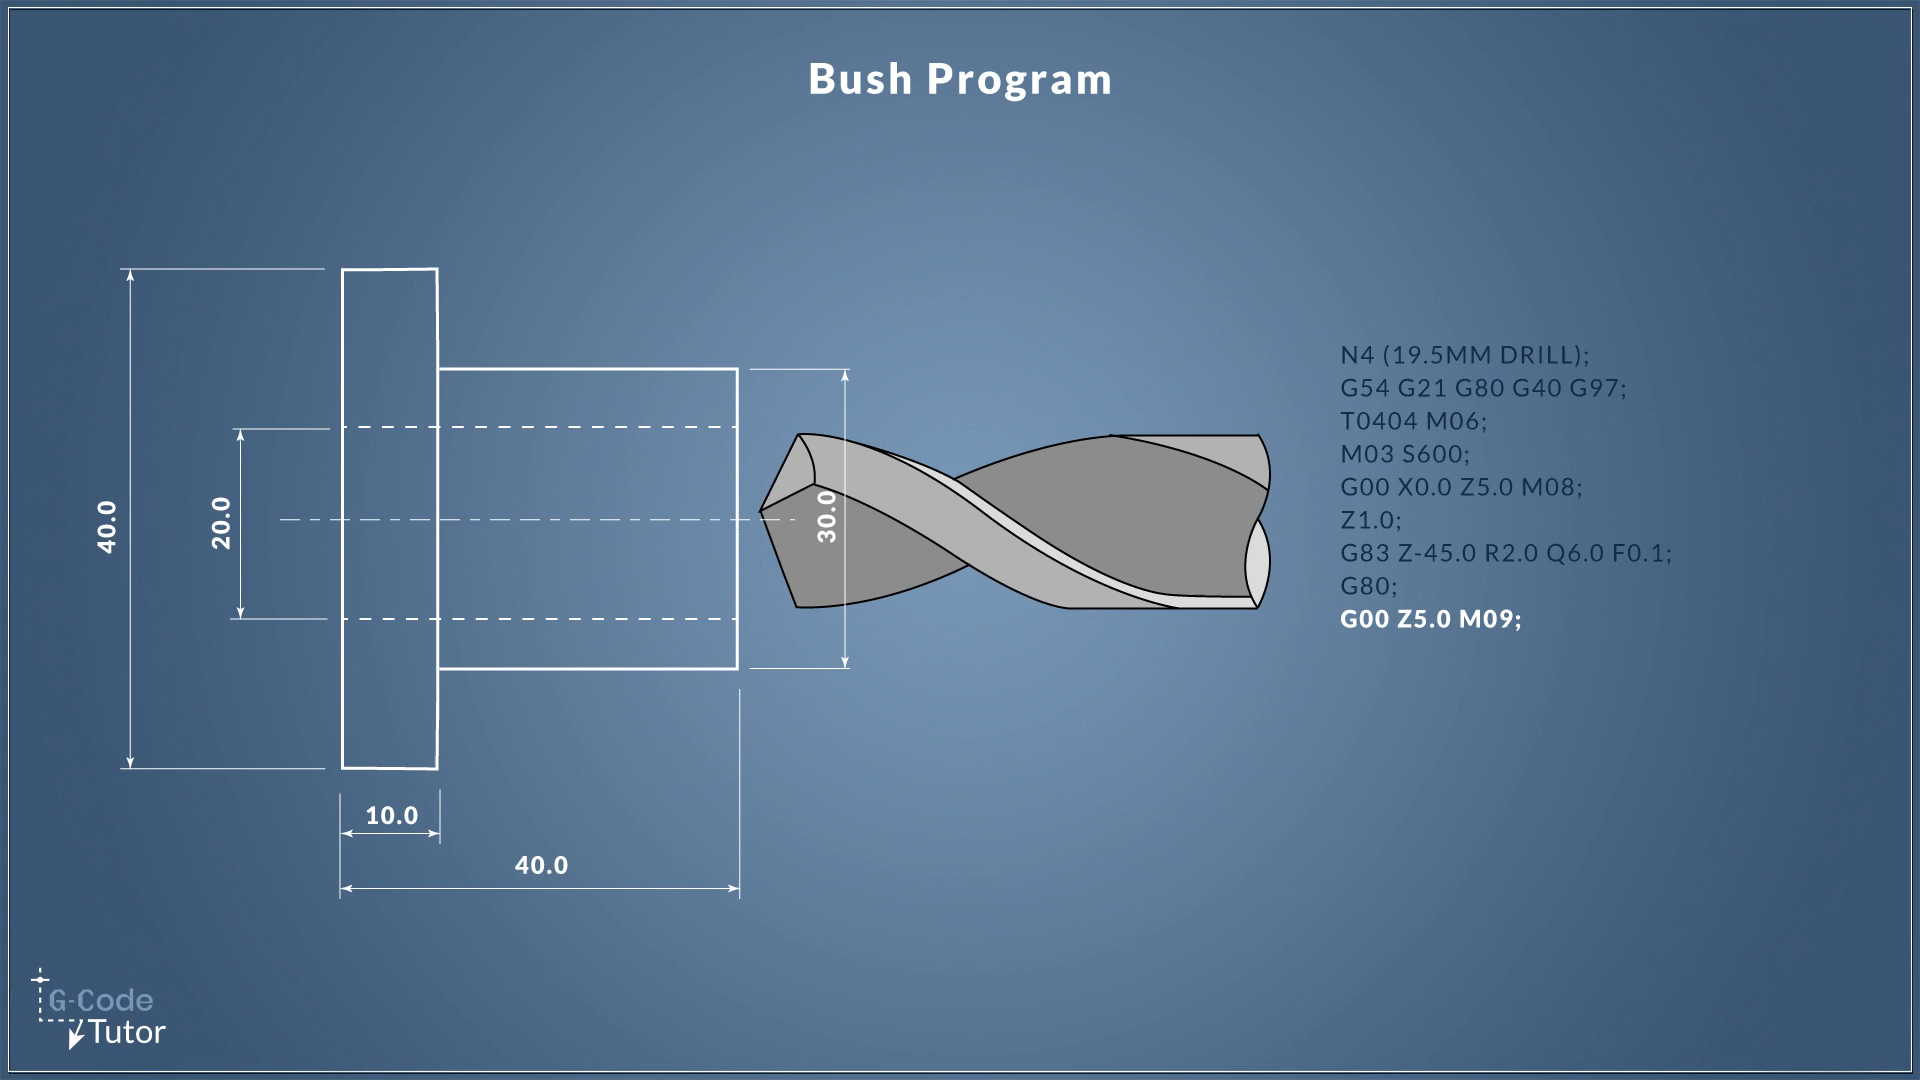 Bush Program
40.0
20.0
30.0
10.0
40.0
N4 (19.5MM DRILL);
G54 G21 G80 G40 G97;
T0404 M06;
M03 S600;
G00 X0.0 Z5.0 M08;
Z1.0;
G83 Z-45.0 R2.0 Q6.0 F0.1;
G80;
G00 Z5.0 M09;
G-Code
Tutor